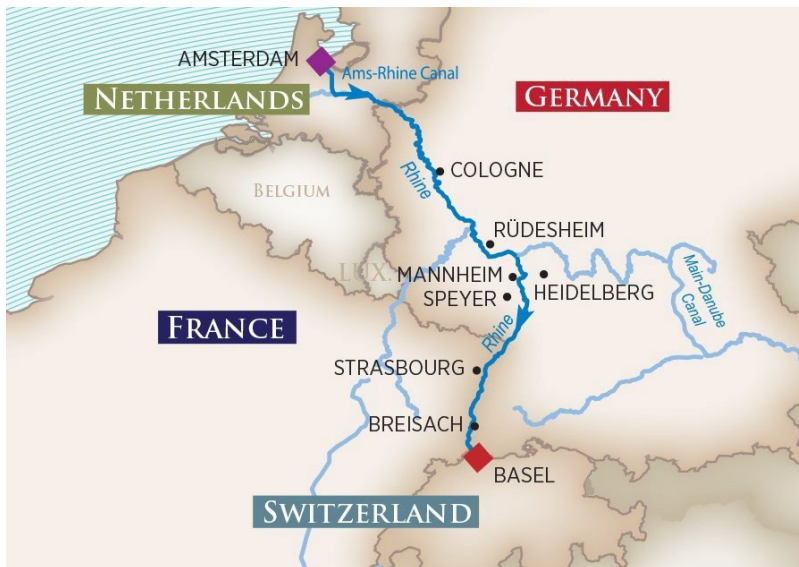 AMSTERDAM
Ams-Rhine Canal
NETHERLANDS
GERMANY
Rhine
COLOGNE
BELGIUM
RÜDESHEIM
LUX.
MANNHEIM
HEIDELBERG
SPEYER
Main-Danube
Canal
FRANCE
Rhine
STRASBOURG
BREISACH
BASEL
SWITZERLAND